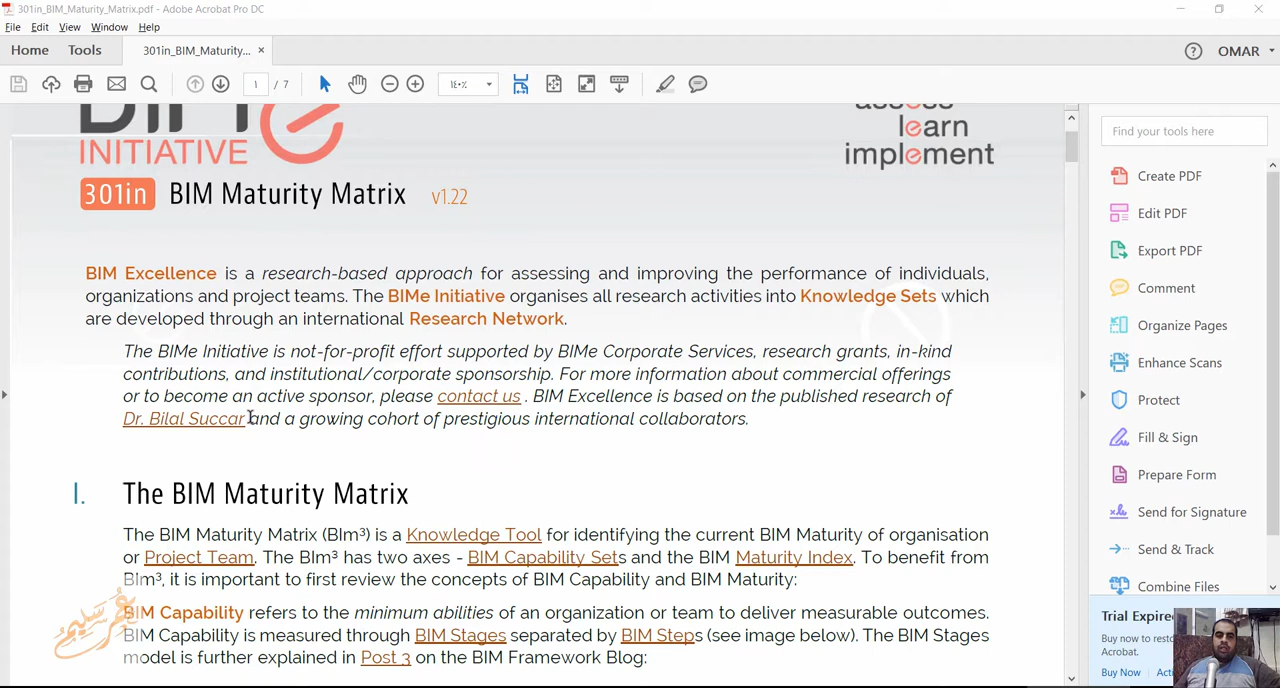 301in_BIM_Maturity_Matrix.pdf - Adobe Acrobat Pro DC
File Edit View Window Help
Home Tools 301in_BIM_Maturity... × OMAR
١ / 7 ١٤٠%
INITIATIVE
assess
learn
implement
301in BIM Maturity Matrix v1.22
BIM Excellence is a research-based approach for assessing and improving the performance of individuals,
organizations and project teams. The BIMe Initiative organises all research activities into Knowledge Sets which
are developed through an international Research Network.
The BIMe Initiative is not-for-profit effort supported by BIMe Corporate Services, research grants, in-kind
contributions, and institutional/corporate sponsorship. For more information about commercial offerings
or to become an active sponsor, please contact us . BIM Excellence is based on the published research of
Dr. Bilal Succar and a growing cohort of prestigious international collaborators.
I. The BIM Maturity Matrix
The BIM Maturity Matrix (BIm³) is a Knowledge Tool for identifying the current BIM Maturity of organisation
or Project Team. The BIm³ has two axes - BIM Capability Sets and the BIM Maturity Index. To benefit from
BIm³, it is important to first review the concepts of BIM Capability and BIM Maturity:
BIM Capability refers to the minimum abilities of an organization or team to deliver measurable outcomes.
BIM Capability is measured through BIM Stages separated by BIM Steps (see image below). The BIM Stages
model is further explained in Post 3 on the BIM Framework Blog:
عمر سليم
Find your tools here
Create PDF
Edit PDF
Export PDF
Comment
Organize Pages
Enhance Scans
Protect
Fill & Sign
Prepare Form
Send for Signature
Send & Track
Combine Files
Trial Expired
Buy now to
Acrobat.
Buy Now